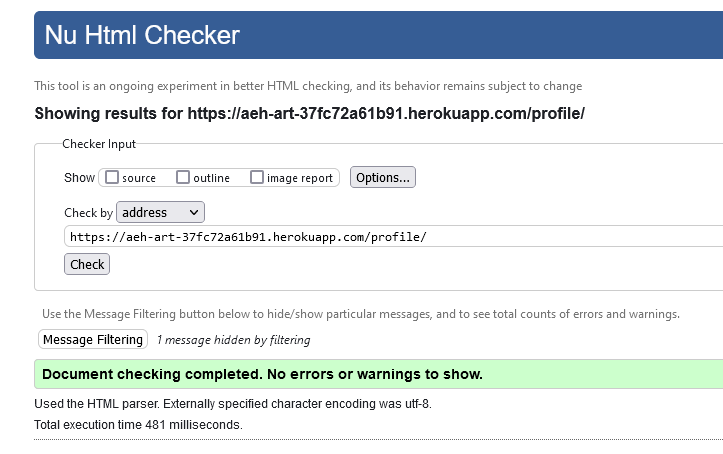 Nu Html Checker
This tool is an ongoing experiment in better HTML checking, and its behavior remains subject to change
Showing results for https://aeh-art-37fc72a61b91.herokuapp.com/profile/
Checker Input
Show source outline image report Options...
Check by address
https://aeh-art-37fc72a61b91.herokuapp.com/profile/
Check
Use the Message Filtering button below to hide/show particular messages, and to see total counts of errors and warnings.
Message Filtering 1 message hidden by filtering
Document checking completed. No errors or warnings to show.
Used the HTML parser. Externally specified character encoding was utf-8.
Total execution time 481 milliseconds.